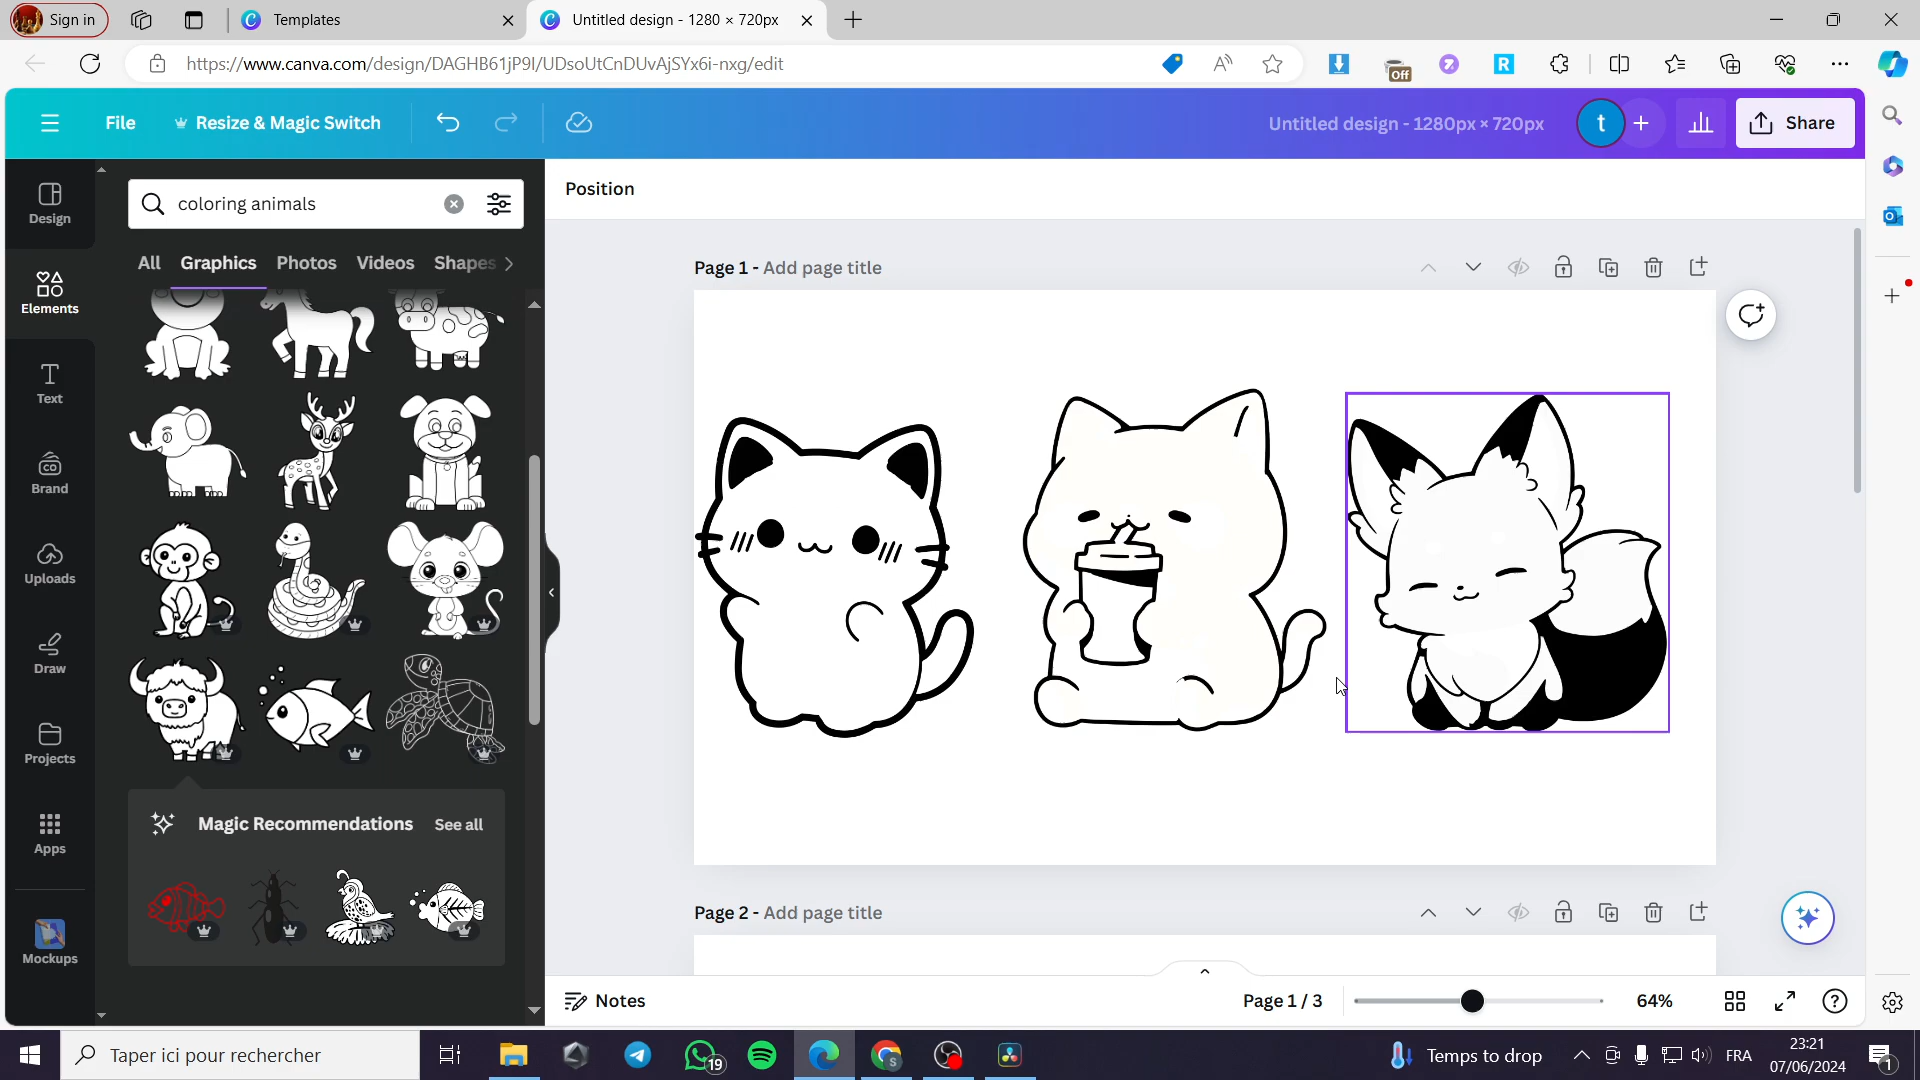 Sign in
Templates
Untitled design - 1280 × 720px
https://www.canva.com/design/DAGHB61jP9I/UDsoUtCnDUvAjSYx6i-nxg/edit
Off
File
Resize & Magic Switch
Untitled design - 1280px × 720px
t
Share
Design
Elements
Text
Brand
Uploads
Draw
Projects
Apps
Mockups
coloring animals
All
Graphics
Photos
Videos
Shapes
Magic Recommendations
See all
Position
Page 1 - Add page title
Page 2 - Add page title
Notes
Page 1 / 3
64%
Taper ici pour rechercher
19
Temps to drop
FRA
23:21
07/06/2024
1